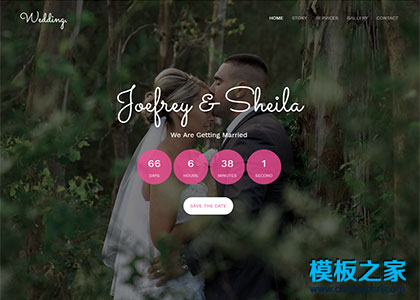 Wedding.
HOME STORY SERVICES GALLERY CONTACT
Joefrey & Sheila
We Are Getting Married
66 6 38 1
DAYS HOURS MINUTES SECOND
SAVE THE DATE
模板之家